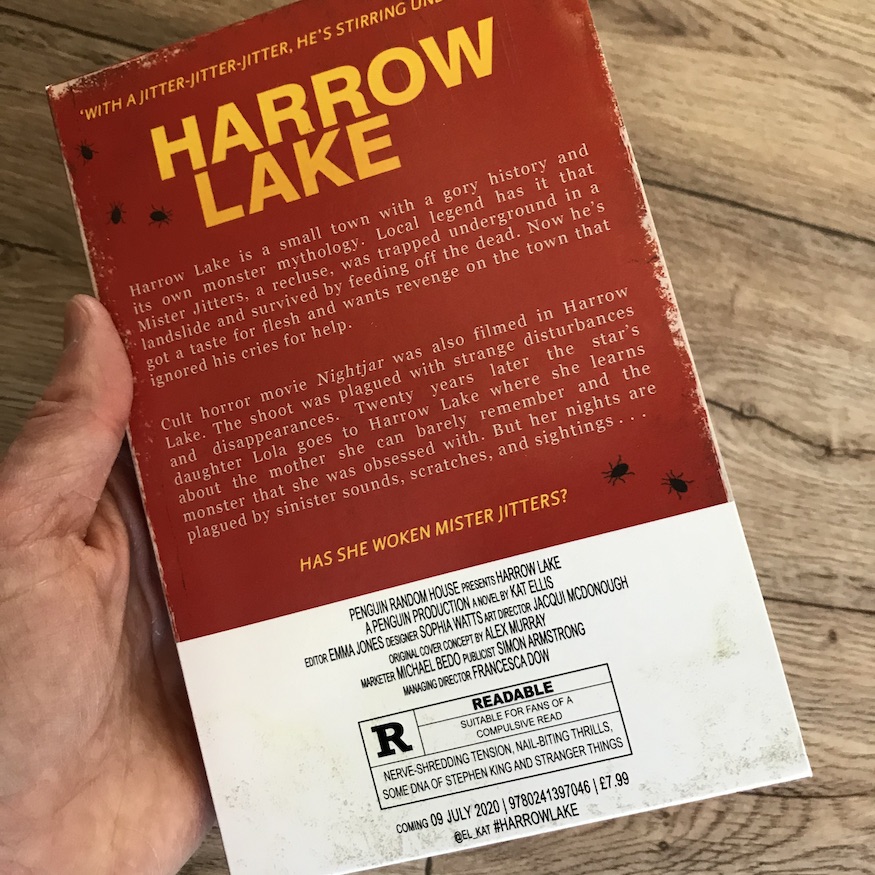 'WITH A JITTER-JITTER-JITTER, HE'S STIRRING
HARROW
LAKE
Harrow Lake is a small town with a gory history and
its own monster mythology. Local legend has it that
Mister Jitters, a recluse, was trapped underground in a
landslide and survived by feeding off the dead. Now he's
got a taste for flesh and wants revenge on the town that
ignored his cries for help.
Cult horror movie Nightjar was also filmed in Harrow
Lake. The shoot was plagued with strange disturbances
and disappearances. Twenty years later the star's
daughter Lola goes to Harrow Lake where she learns
about the mother she can barely remember and the
monster that she was obsessed with. But her nights are
plagued by sinister sounds, scratches, and sightings . . .
HAS SHE WOKEN MISTER JITTERS?
PENGUIN RANDOM HOUSE PRESENTS HARROW LAKE
A PENGUIN PRODUCTION A NOVEL BY KAT ELLIS
EDITOR EMMA JONES DESIGNER SOPHIA WATTS ART DIRECTOR JACQUI MCDONOUGH
ORIGINAL COVER CONCEPT BY ALEX MURRAY
MARKETER MICHAEL BEDO PUBLICIST SIMON ARMSTRONG
MANAGING DIRECTOR FRANCESCA DOW
R
READABLE
SUITABLE FOR FANS OF A
COMPULSIVE READ
NERVE-SHREDDING TENSION, NAIL-BITING THRILLS,
SOME DNA OF STEPHEN KING AND STRANGER THINGS
COMING 09 JULY 2020 | 9780241397046 | £7.99
@EL_KAT #HARROWLAKE